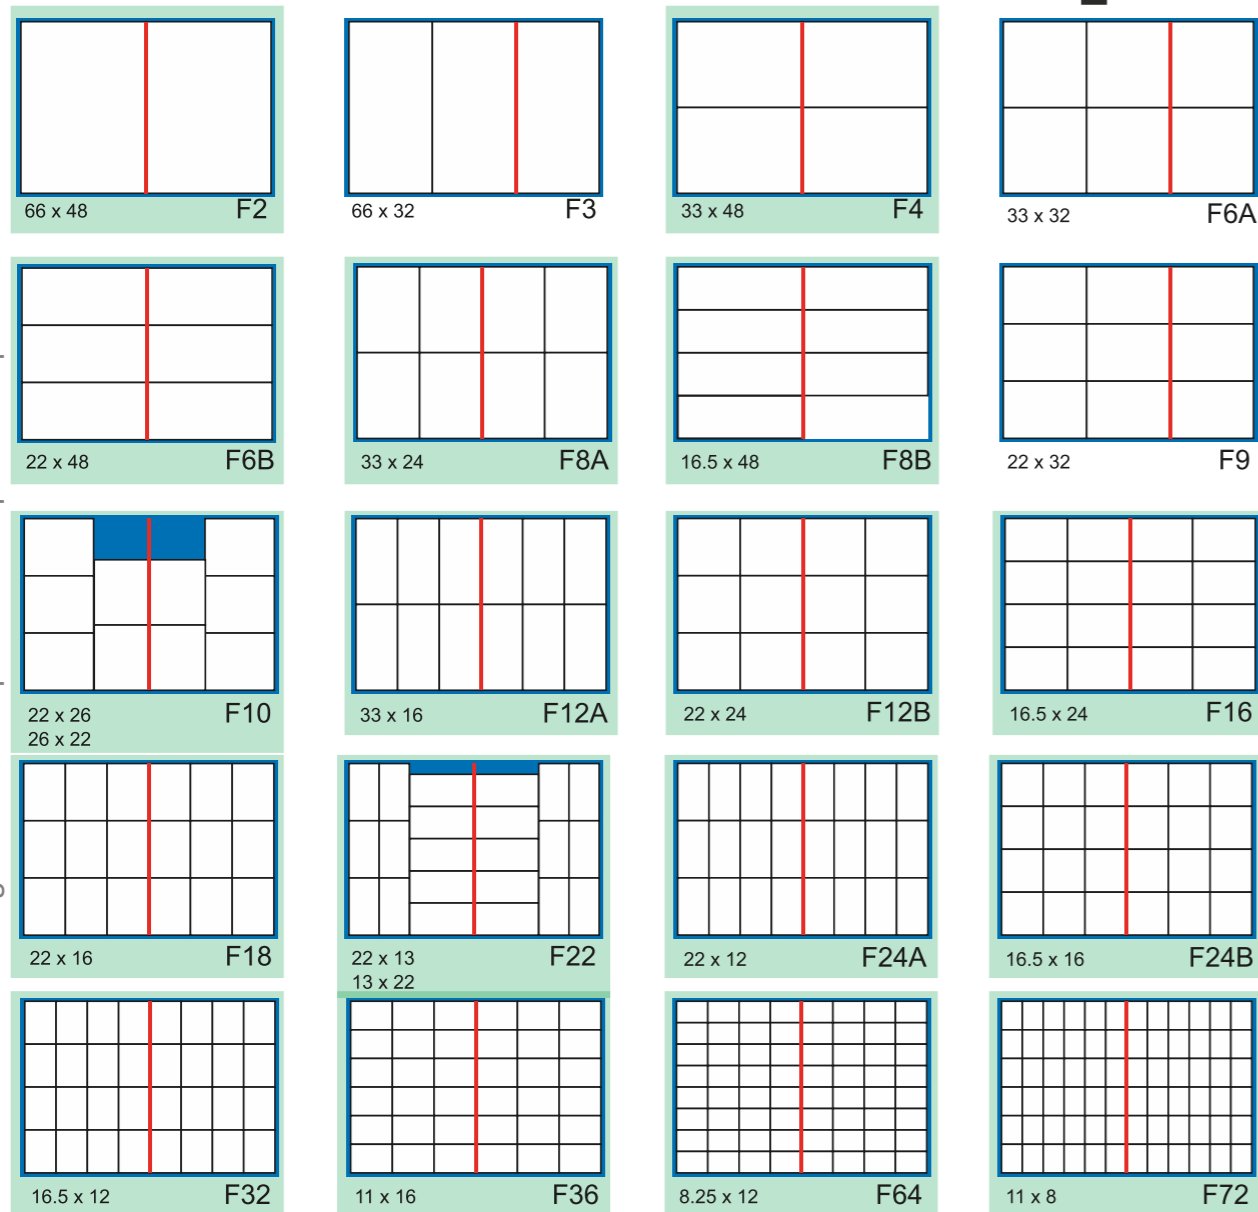 66 x 48 F2
66 x 32 F3
33 x 48 F4
33 x 32 F6A
22 x 48 F6B
33 x 24 F8A
16.5 x 48 F8B
22 x 32 F9
22 x 26 F10
26 x 22
33 x 16 F12A
22 x 24 F12B
16.5 x 24 F16
22 x 16 F18
22 x 13 F22
13 x 22
22 x 12 F24A
16.5 x 16 F24B
16.5 x 12 F32
11 x 16 F36
8.25 x 12 F64
11 x 8 F72